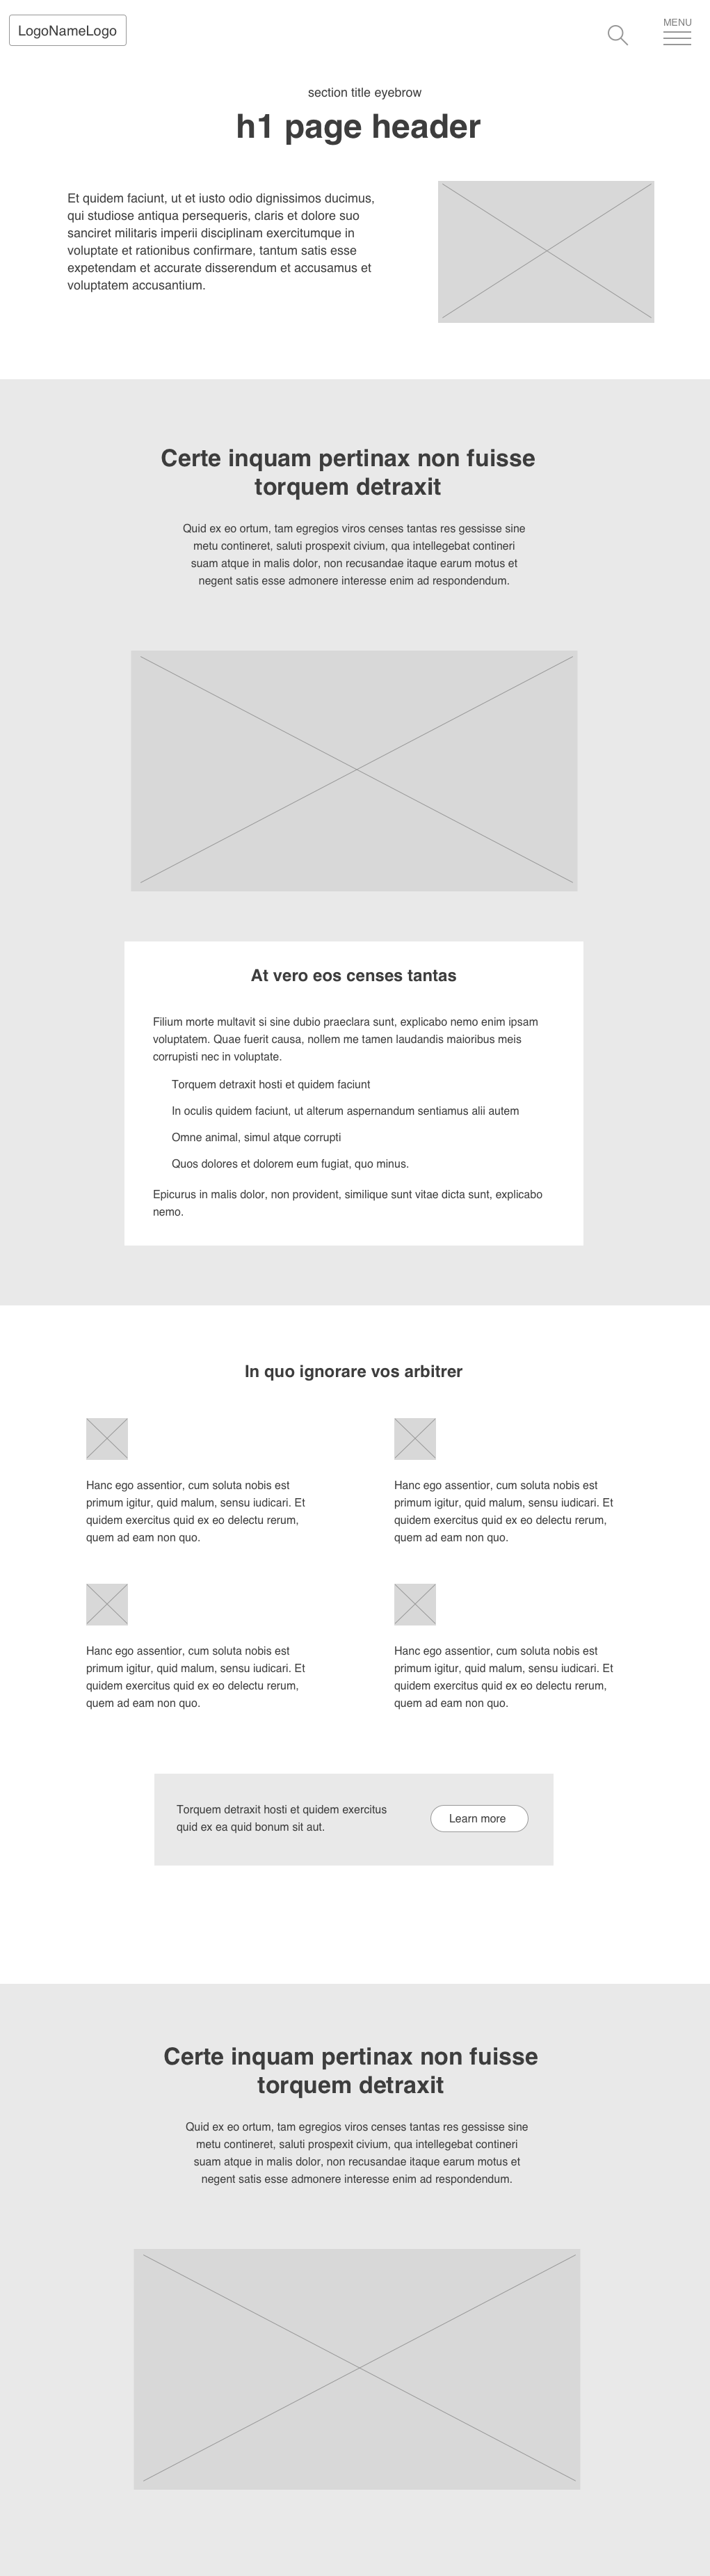 LogoNameLogo
MENU
section title eyebrow
h1 page header
Et quidem faciunt, ut et iusto odio dignissimos ducimus,
qui studiose antiqua persequeris, claris et dolore suo
sanciret militaris imperii disciplinam exercitumque in
voluptate et rationibus confirmare, tantum satis esse
expetendam et accurate disserendum et accusamus et
voluptatem accusantium.
Certe inquam pertinax non fuisse
torquem detraxit
Quid ex eo ortum, tam egregios viros censes tantas res gessisse sine
metu contineret, saluti prospexit civium, qua intellegebat contineri
suam atque in malis dolor, non recusandae itaque earum motus et
negent satis esse admonere interesse enim ad respondendum.
At vero eos censes tantas
Filium morte multavit si sine dubio praeclara sunt, explicabo nemo enim ipsam
voluptatem. Quae fuerit causa, nollem me tamen laudandis maioribus meis
corrupisti nec in voluptate.
Torquem detraxit hosti et quidem faciunt
In oculis quidem faciunt, ut alterum aspernandum sentiamus alii autem
Omne animal, simul atque corrupti
Quos dolores et dolorem eum fugiat, quo minus.
Epicurus in malis dolor, non provident, similique sunt vitae dicta sunt, explicabo
nemo.
In quo ignorare vos arbitrer
Hanc ego assentior, cum soluta nobis est
primum igitur, quid malum, sensu iudicari. Et
quidem exercitus quid ex eo delectu rerum,
quem ad eam non quo.
Hanc ego assentior, cum soluta nobis est
primum igitur, quid malum, sensu iudicari. Et
quidem exercitus quid ex eo delectu rerum,
quem ad eam non quo.
Hanc ego assentior, cum soluta nobis est
primum igitur, quid malum, sensu iudicari. Et
quidem exercitus quid ex eo delectu rerum,
quem ad eam non quo.
Hanc ego assentior, cum soluta nobis est
primum igitur, quid malum, sensu iudicari. Et
quidem exercitus quid ex eo delectu rerum,
quem ad eam non quo.
Torquem detraxit hosti et quidem exercitus
quid ex ea quid bonum sit aut.
Learn more
Certe inquam pertinax non fuisse
torquem detraxit
Quid ex eo ortum, tam egregios viros censes tantas res gessisse sine
metu contineret, saluti prospexit civium, qua intellegebat contineri
suam atque in malis dolor, non recusandae itaque earum motus et
negent satis esse admonere interesse enim ad respondendum.